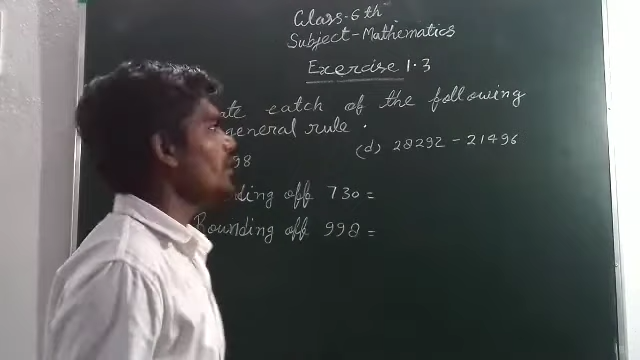 Class-6th
Subject-Mathematics
Exercise 1.3
ate eatch of the following
general rule.
98
(d) 28292 - 21496
ding off 730 =
Rounding off 998 =